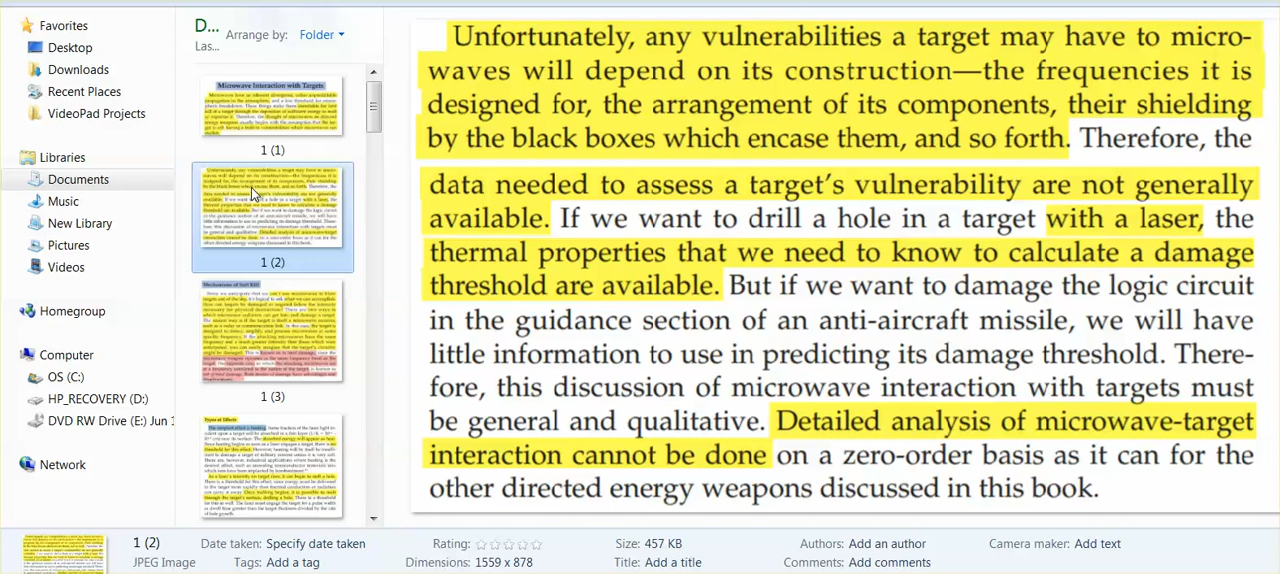 Favorites
Desktop
Downloads
Recent Places
VideoPad Projects
Libraries
Documents
Music
New Library
Pictures
Videos
Homegroup
Computer
OS (C:)
HP_RECOVERY (D:)
DVD RW Drive (E:) Jun 1
Network
D...
Las...
Arrange by: Folder
Microwave Interaction with Targets
1 (1)
1 (2)
Mechanisms of Soft Kill
1 (3)
Types of Effects
Unfortunately, any vulnerabilities a target may have to micro-
waves will depend on its construction—the frequencies it is
designed for, the arrangement of its components, their shielding
by the black boxes which encase them, and so forth. Therefore, the
data needed to assess a target's vulnerability are not generally
available. If we want to drill a hole in a target with a laser, the
thermal properties that we need to know to calculate a damage
threshold are available. But if we want to damage the logic circuit
in the guidance section of an anti-aircraft missile, we will have
little information to use in predicting its damage threshold. There-
fore, this discussion of microwave interaction with targets must
be general and qualitative. Detailed analysis of microwave-target
interaction cannot be done on a zero-order basis as it can for the
other directed energy weapons discussed in this book.
1 (2) Date taken: Specify date taken Rating: Size: 457 KB Authors: Add an author Camera maker: Add text
JPEG Image Tags: Add a tag Dimensions: 1559 x 878 Title: Add a title Comments: Add comments